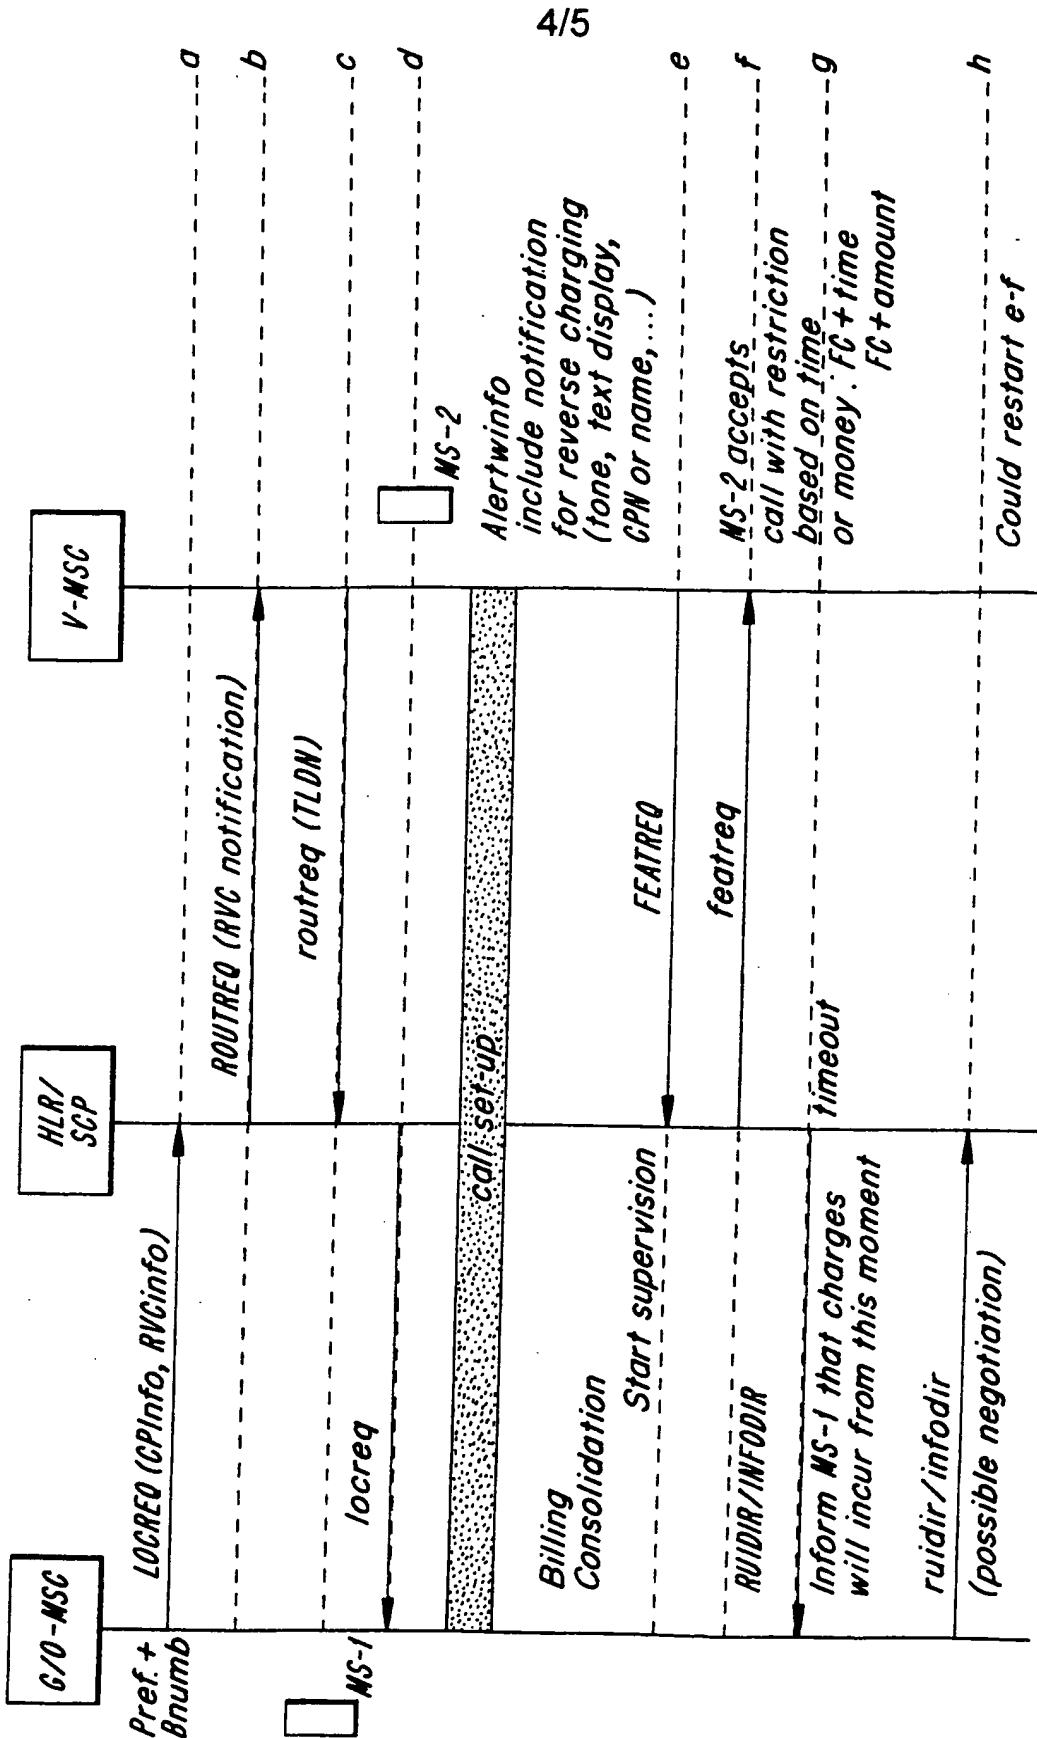 4/5
G/O-MSC
HLR/
SCP
V-MSC
Pref.+
Bnumb
LOCREQ (CPInfo, RVCinfo)
a
ROUTREQ (RVC notification)
b
MS-1
routreq (TLDN)
c
locreq
d
MS-2
call set-up
Alertwinfo
include notification
for reverse charging
(tone, text display,
CPN or name,...)
Billing
Consolidation
Start supervision
FEATREQ
e
RUIDIR/INFODIR
featreq
f
MS-2 accepts
call with restriction
based on time
or money. FC+time
FC+amount
timeout
g
Inform MS-1 that charges
will incur from this moment
ruidir/infodir
(possible negotiation)
h
Could restart e-f